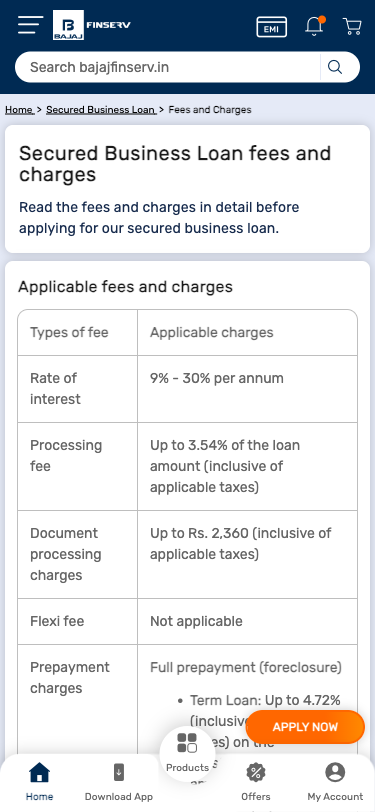 BAJAJ FINSERV
EMI
Search bajajfinserv.in
Home > Secured Business Loan > Fees and Charges
Secured Business Loan fees and
charges
Read the fees and charges in detail before
applying for our secured business loan.
Applicable fees and charges
Types of fee
Applicable charges
Rate of
interest
9% - 30% per annum
Processing
fee
Up to 3.54% of the loan
amount (inclusive of
applicable taxes)
Document
processing
charges
Up to Rs. 2,360 (inclusive of
applicable taxes)
Flexi fee
Not applicable
Prepayment
charges
Full prepayment (foreclosure)
• Term Loan: Up to 4.72%
(inclusive
on the
APPLY NOW
Home
Download App
Products
Offers
My Account